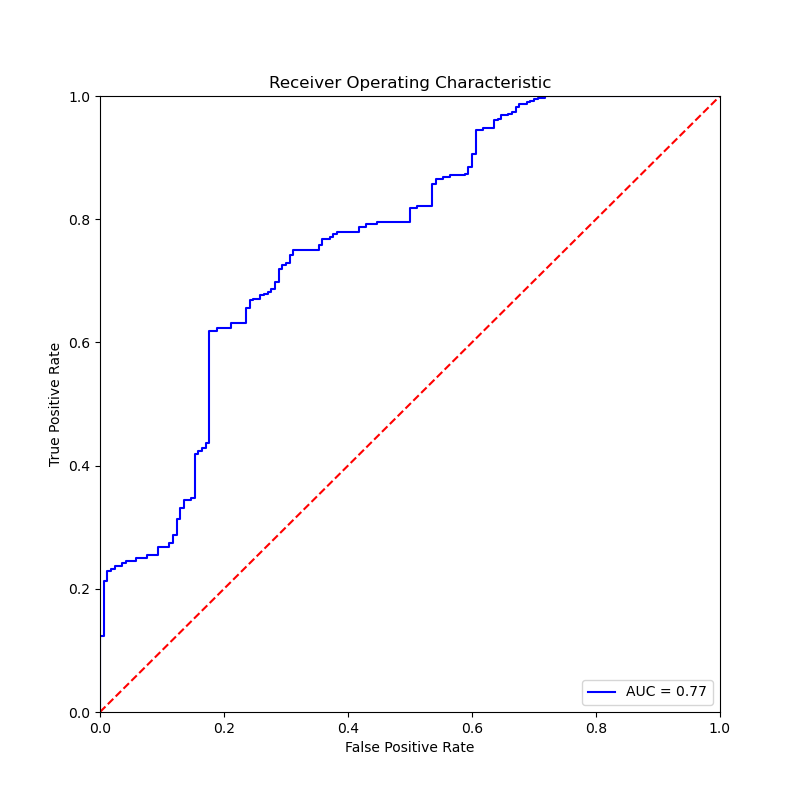 Receiver Operating Characteristic
True Positive Rate
1.0
0.8
0.6
0.4
0.2
0.0
AUC = 0.77
0.0 0.2 0.4 0.6 0.8 1.0
False Positive Rate